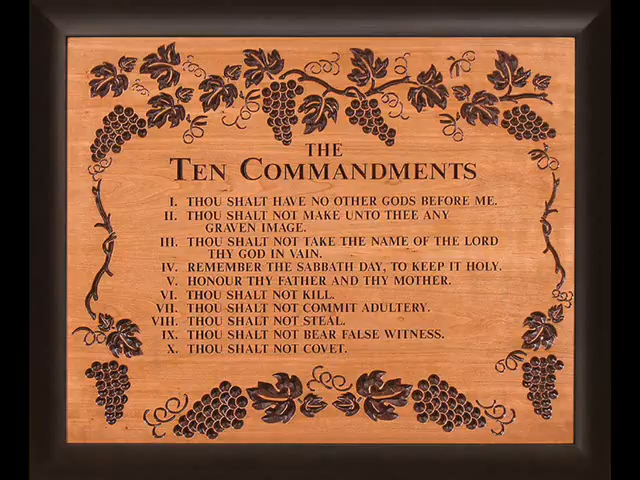 THE
TEN COMMANDMENTS
I. THOU SHALT HAVE NO OTHER GODS BEFORE ME.
II. THOU SHALT NOT MAKE UNTO THEE ANY
GRAVEN IMAGE.
III. THOU SHALT NOT TAKE THE NAME OF THE LORD
THY GOD IN VAIN.
IV. REMEMBER THE SABBATH DAY, TO KEEP IT HOLY.
V. HONOUR THY FATHER AND THY MOTHER.
VI. THOU SHALT NOT KILL.
VII. THOU SHALT NOT COMMIT ADULTERY.
VIII. THOU SHALT NOT STEAL.
IX. THOU SHALT NOT BEAR FALSE WITNESS.
X. THOU SHALT NOT COVET.